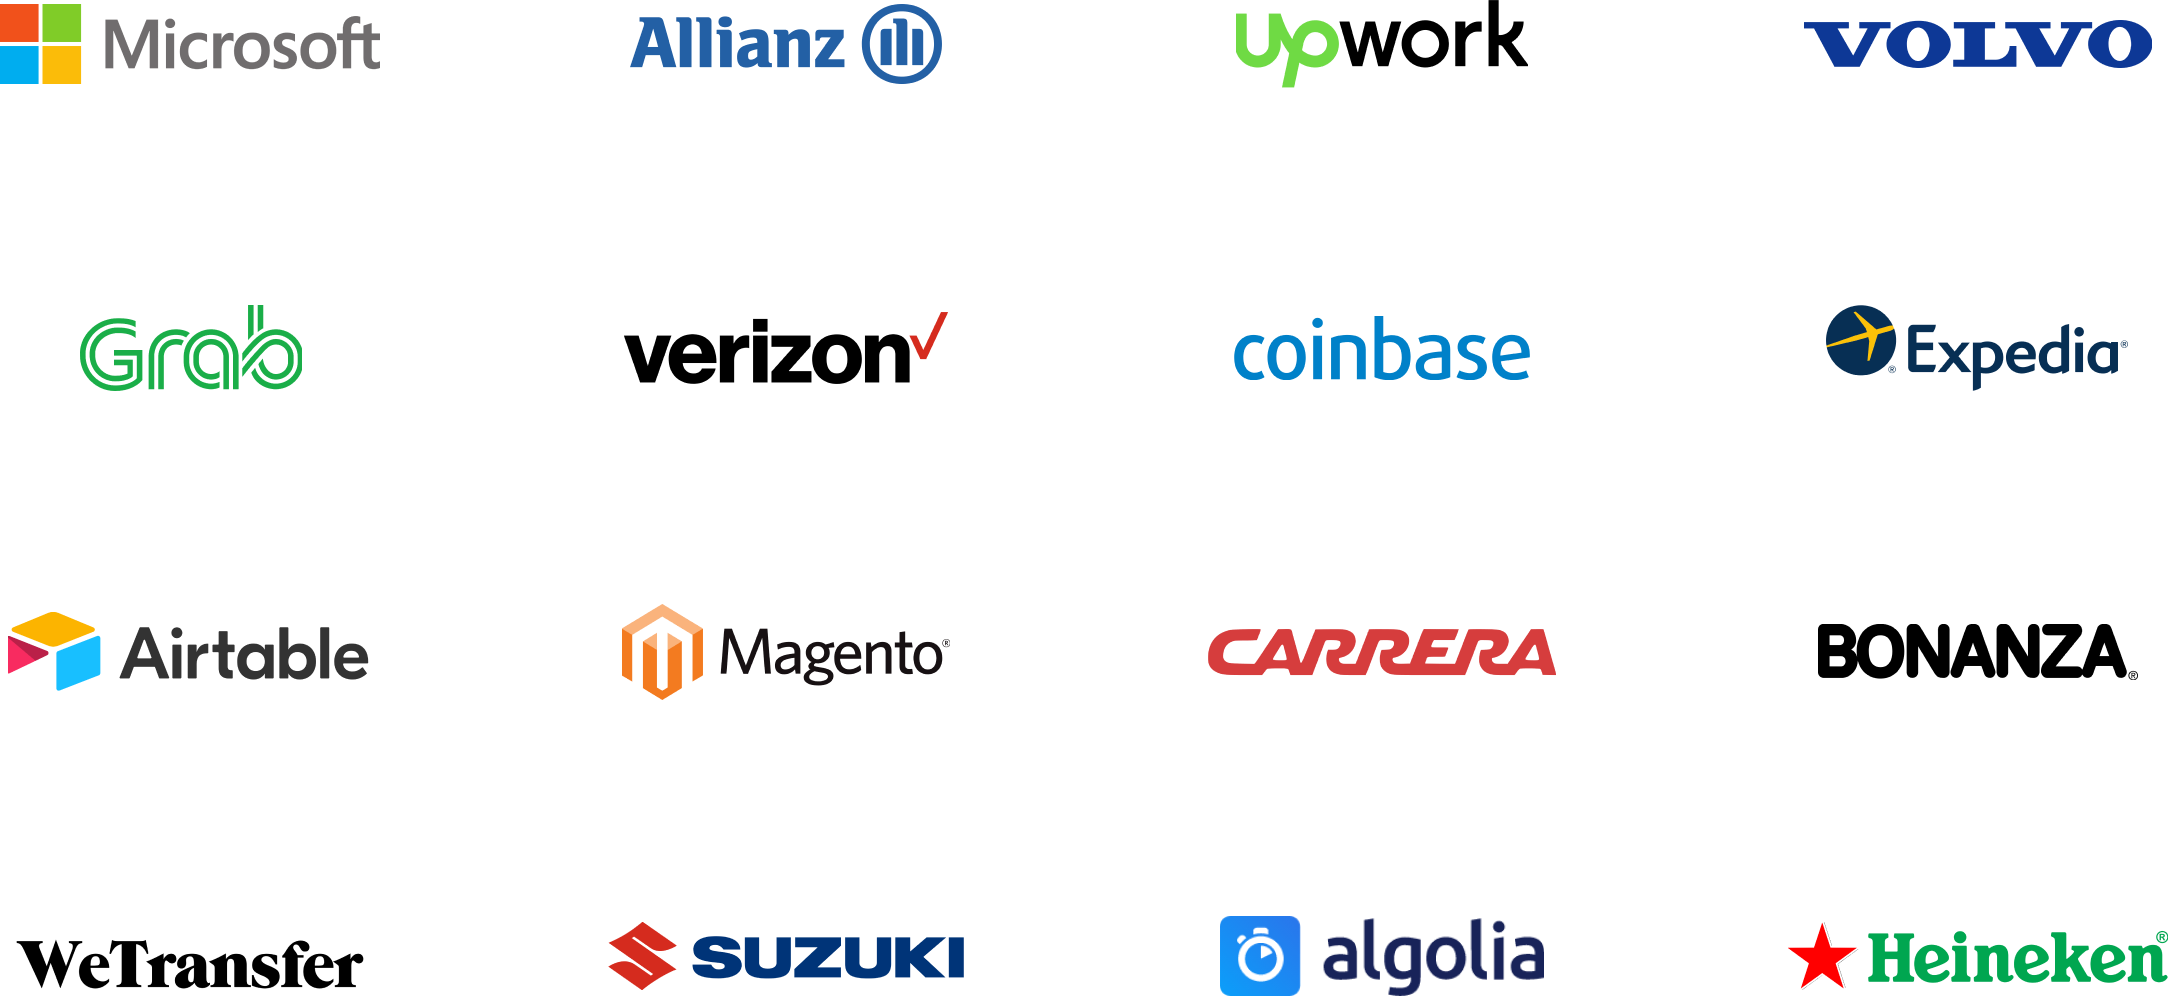 Microsoft Allianz upwork VOLVO
Grab verizon coinbase Expedia®
Airtable Magento® CARRERA BONANZA®
WeTransfer SUZUKI algolia Heineken®